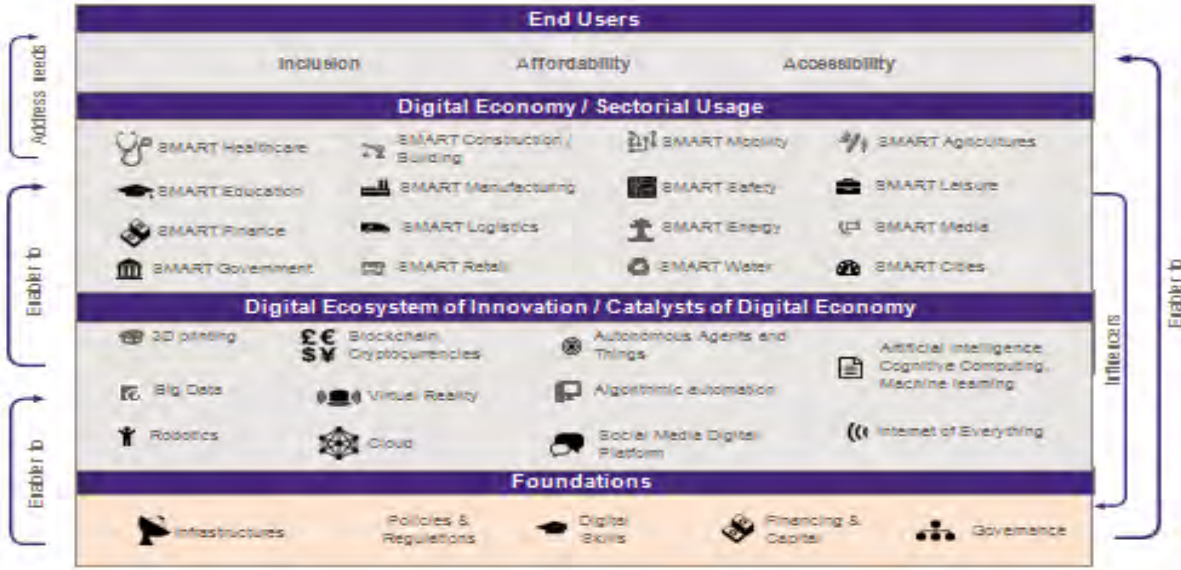 End Users
Inclusion Affordability Accessibility
Address needs
Digital Economy / Sectorial Usage
SMART Healthcare
SMART Construction /
Building
SMART Mobility
SMART Agricultures
SMART Education
SMART Manufacturing
SMART Safety
SMART Leisure
SMART Finance
SMART Logistics
SMART Energy
SMART Media
SMART Government
SMART Retail
SMART Water
SMART Cities
Enabler to
Digital Ecosystem of Innovation / Catalysts of Digital Economy
3D printing
Blockchain,
Cryptocurrencies
Autonomous Agents and
Things
Artificial Intelligence
Cognitive Computing,
Machine learning
Big Data
Virtual Reality
Algorithmic automation
Robotics
Cloud
Social Media Digital
Platform
Internet of Everything
Enabler to
Foundations
Infrastructures
Policies &
Regulations
Digital
Skills
Financing &
Capital
Governance
Influencers
Enabler to